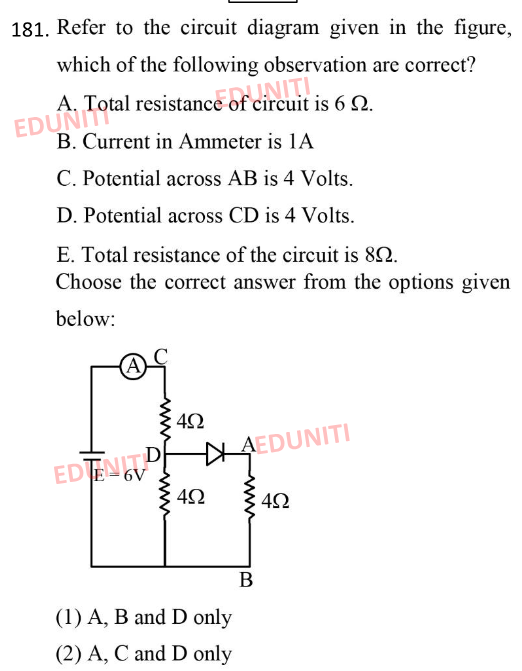 181. Refer to the circuit diagram given in the figure,
which of the following observation are correct?
A. Total resistance of circuit is 6 Ω.
EDUNITI
EDUNITI
B. Current in Ammeter is 1A
C. Potential across AB is 4 Volts.
D. Potential across CD is 4 Volts.
E. Total resistance of the circuit is 8Ω.
Choose the correct answer from the options given
below:
A
C
4Ω
D
A
EDUNITI
EDUNITI
E = 6V
4Ω
4Ω
B
(1) A, B and D only
(2) A, C and D only